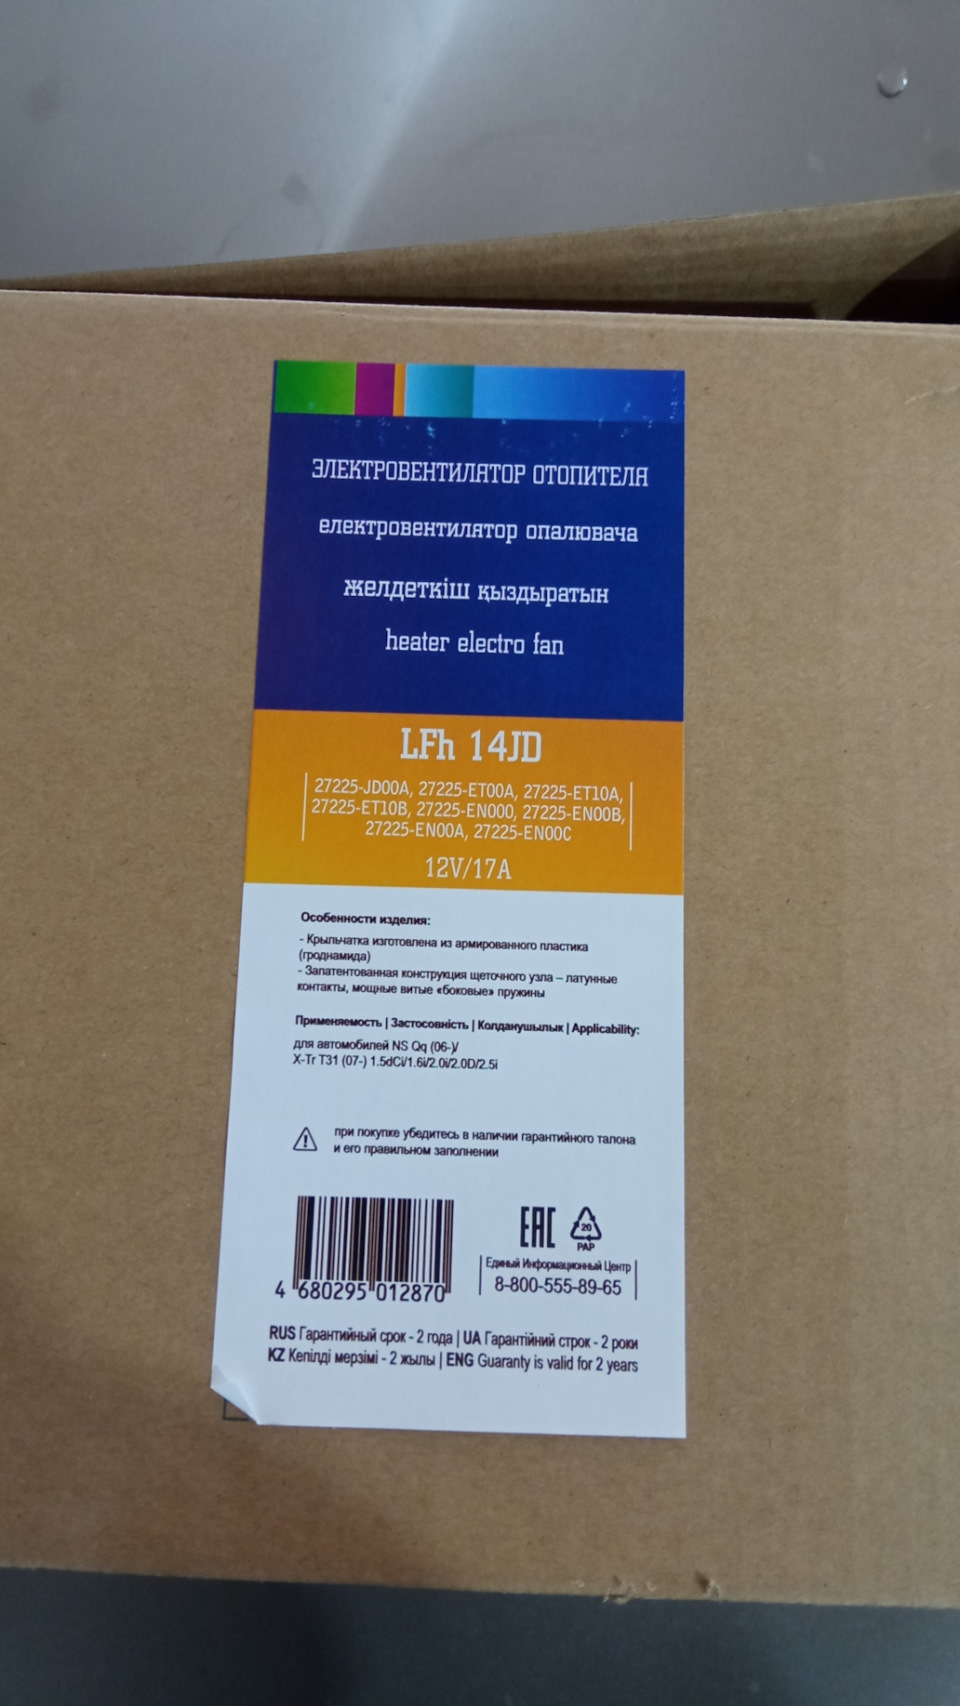 ЭЛЕКТРОВЕНТИЛЯТОР ОТОПИТЕЛЯ
електровентилятор опалювача
желдеткіш қыздыратын
heater electro fan
LFh 14JD
27225-JD00A, 27225-ET00A, 27225-ET10A,
27225-ET10B, 27225-EN000, 27225-EN00B,
27225-EN00A, 27225-EN00C
12V/17A
Особенности изделия:
- Крыльчатка изготовлена из армированного пластика
(гроднамида)
- Запатентованная конструкция щеточного узла – латунные
контакты, мощные витые «боковые» пружины
Применяемость | Застосовність | Колданушылык | Applicability:
для автомобилей NS Qq (06-)/
X-Tr T31 (07-) 1.5dCi/1.6i/2.0i/2.0D/2.5i
при покупке убедитесь в наличии гарантийного талона
и его правильном заполнении
EAC
20
PAP
Единый Информационный Центр
8-800-555-89-65
4 680295 012870
RUS Гарантийный срок - 2 года | UA Гарантійний строк - 2 роки
KZ Кепілді мерзімі - 2 жылы | ENG Guaranty is valid for 2 years